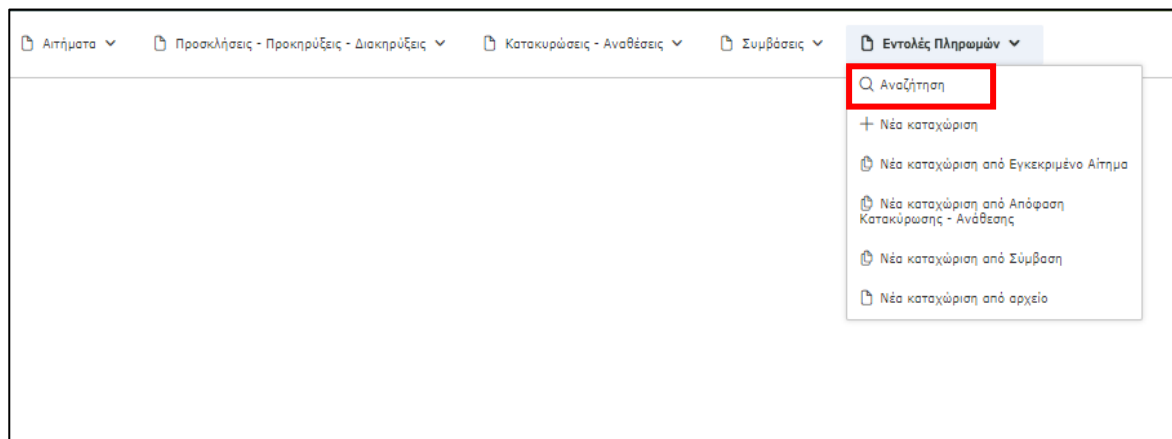 Αιτήματα Προσκλήσεις - Προκηρύξεις - Διακηρύξεις Κατακυρώσεις - Αναθέσεις Συμβάσεις Εντολές Πληρωμών
Αναζήτηση
Νέα καταχώριση
Νέα καταχώριση από Εγκεκριμένο Αίτημα
Νέα καταχώριση από Απόφαση
Κατακύρωσης - Ανάθεσης
Νέα καταχώριση από Σύμβαση
Νέα καταχώριση από αρχείο